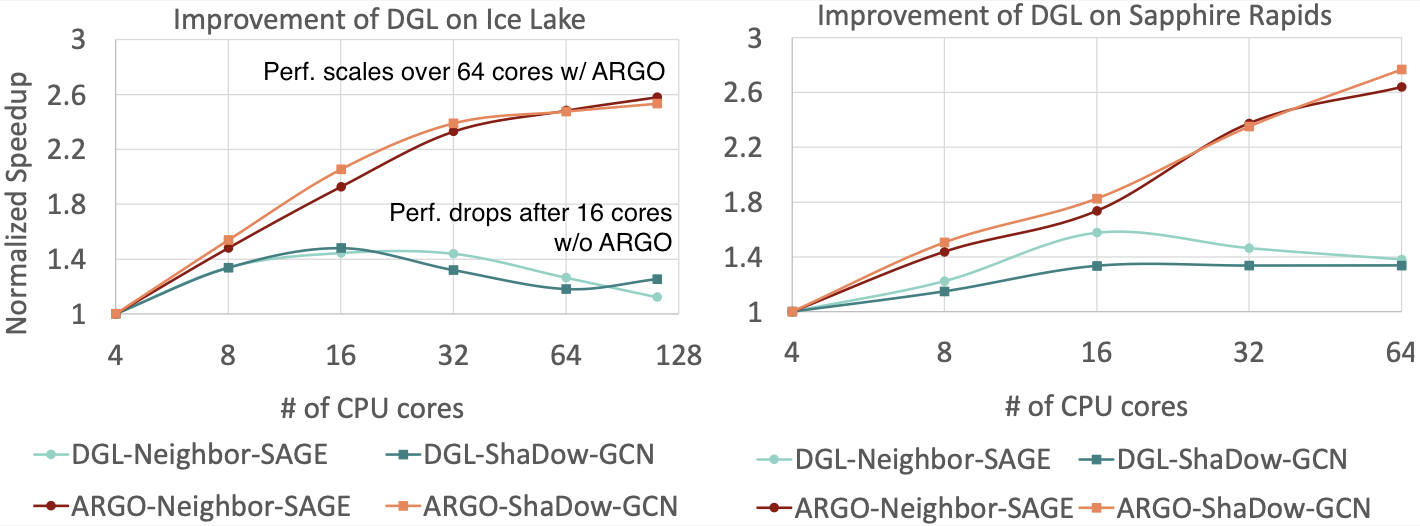 Improvement of DGL on Ice Lake
Normalized Speedup
3
2.6
2.2
1.8
1.4
1
Perf. scales over 64 cores w/ ARGO
Perf. drops after 16 cores
w/o ARGO
4 8 16 32 64 128
# of CPU cores
DGL-Neighbor-SAGE DGL-ShaDow-GCN
ARGO-Neighbor-SAGE ARGO-ShaDow-GCN
Improvement of DGL on Sapphire Rapids
3
2.6
2.2
1.8
1.4
1
4 8 16 32 64
# of CPU cores
DGL-Neighbor-SAGE DGL-ShaDow-GCN
ARGO-Neighbor-SAGE ARGO-ShaDow-GCN